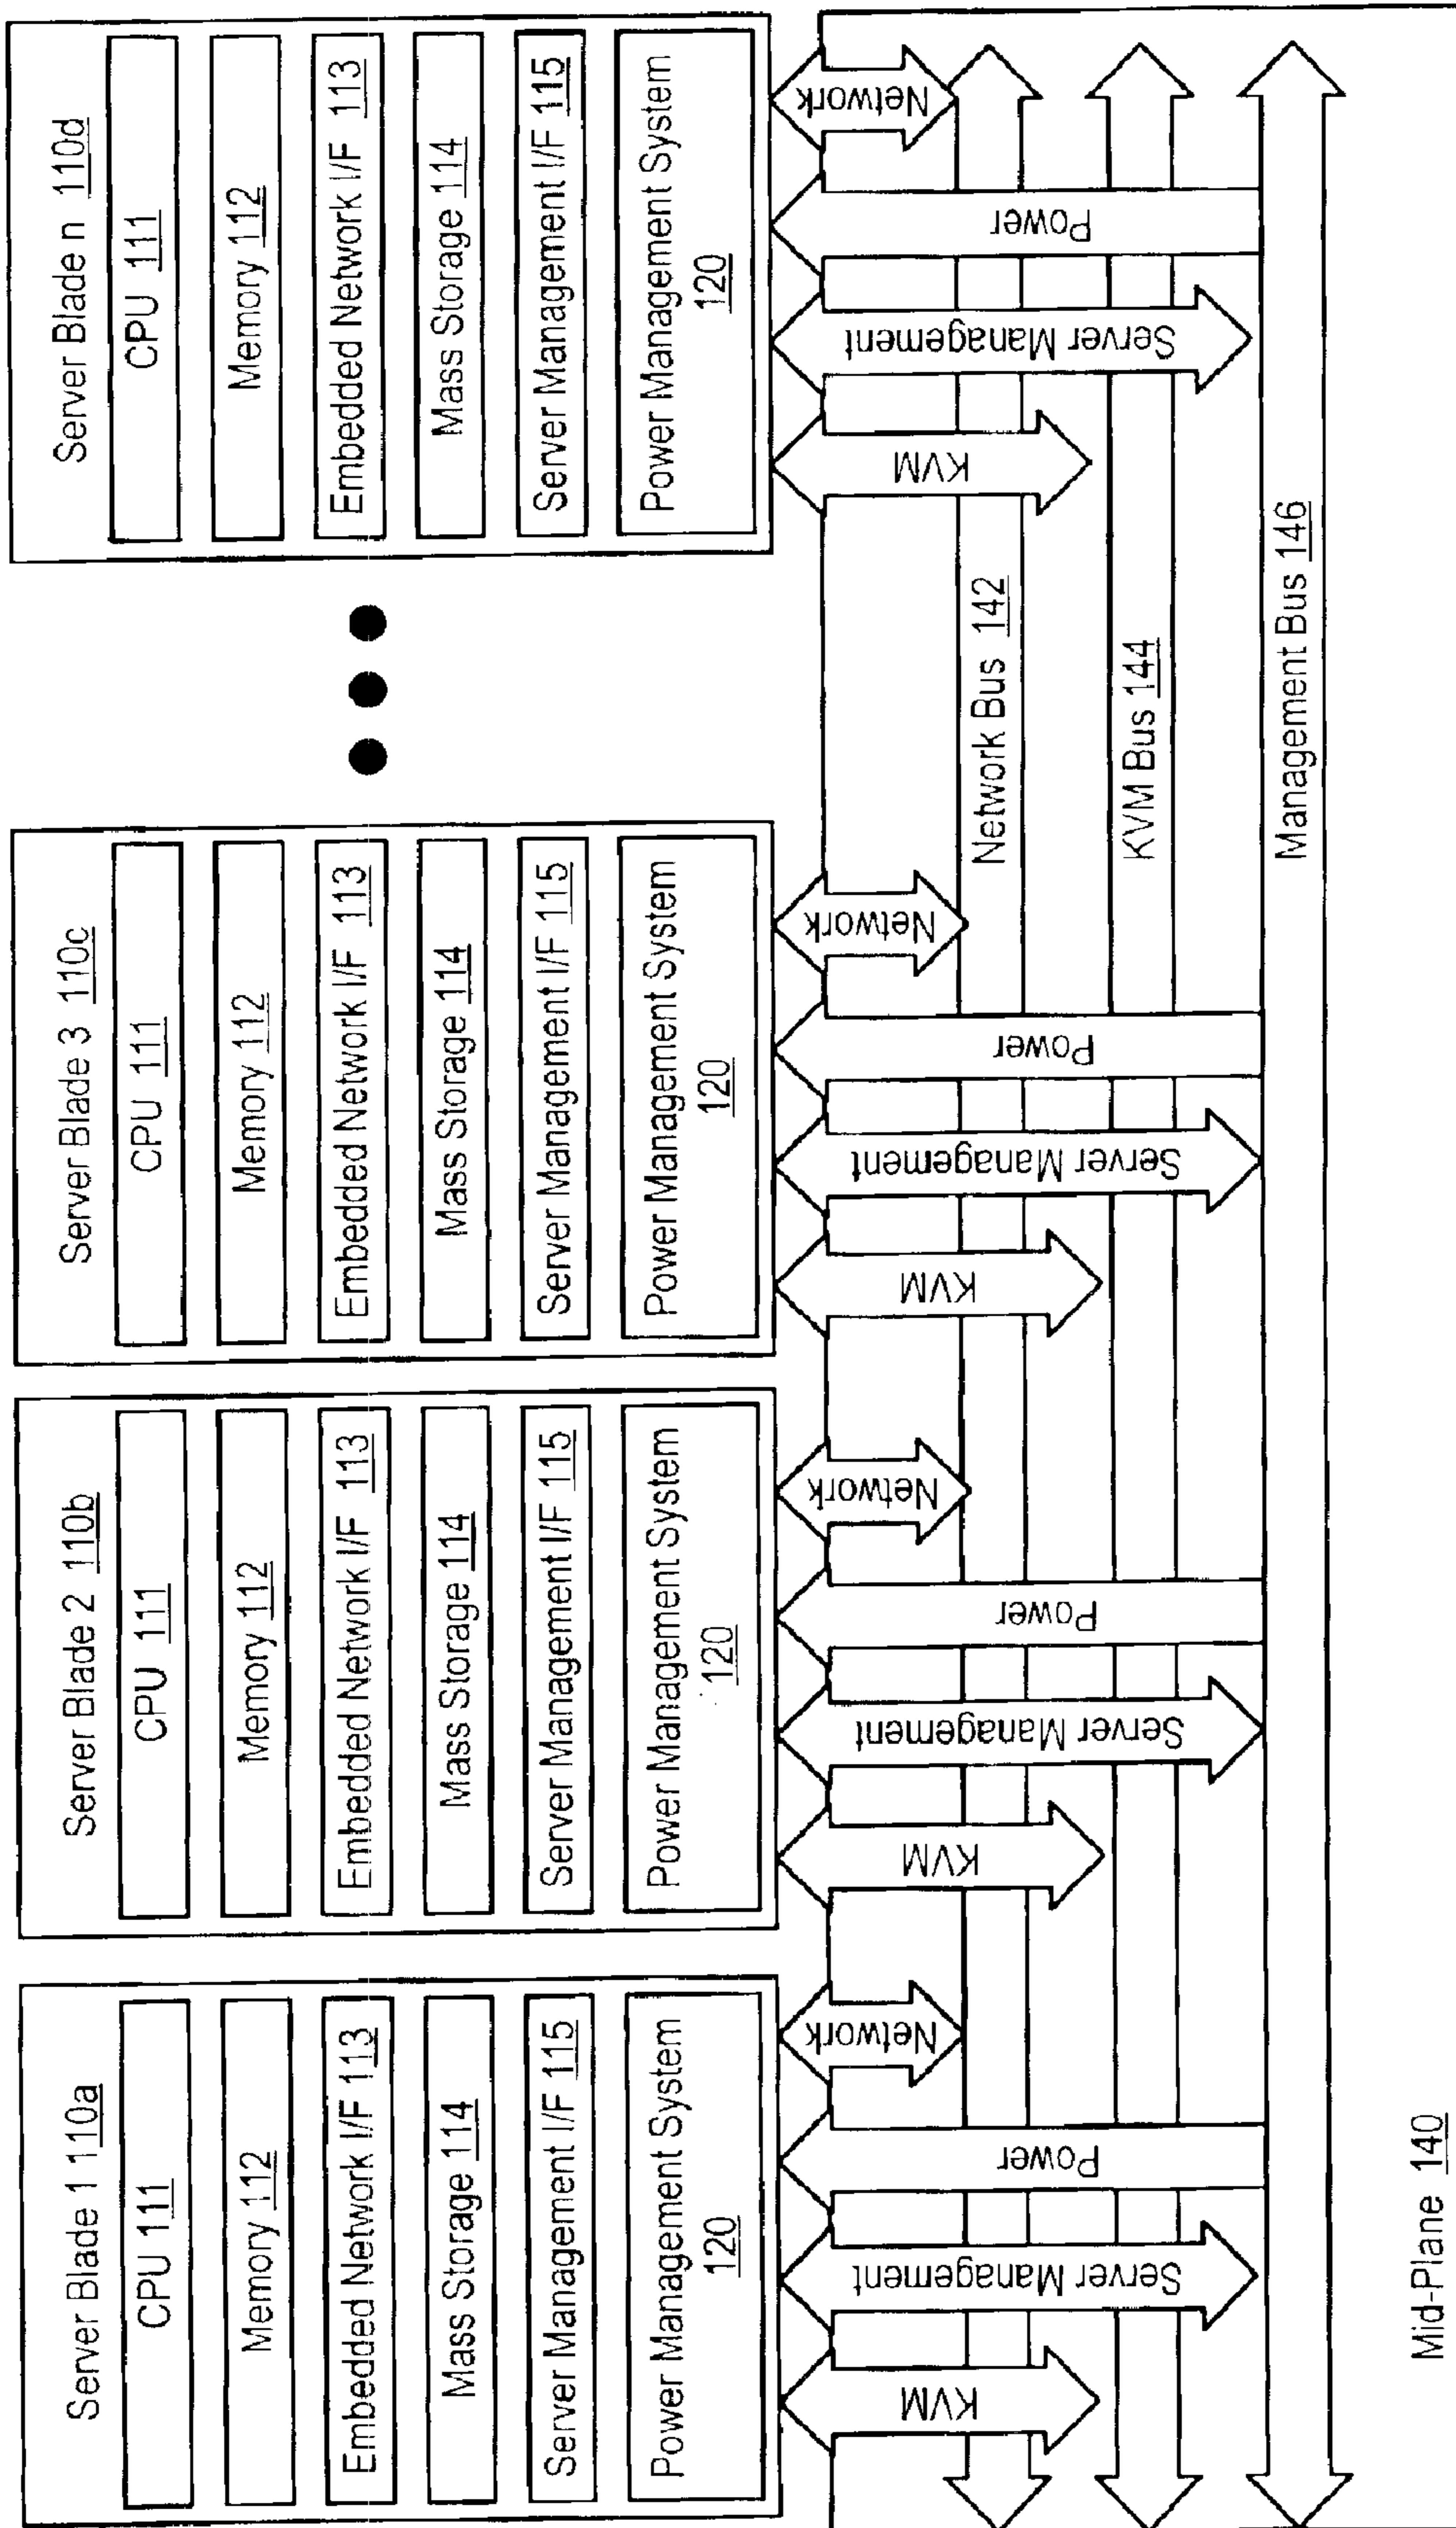 Server Blade 1 110a
CPU 111
Memory 112
Embedded Network I/F 113
Mass Storage 114
Server Management I/F 115
Power Management System
120
Server Blade 2 110b
CPU 111
Memory 112
Embedded Network I/F 113
Mass Storage 114
Server Management I/F 115
Power Management System
120
Server Blade 3 110c
CPU 111
Memory 112
Embedded Network I/F 113
Mass Storage 114
Server Management I/F 115
Power Management System
120
Server Blade n 110d
CPU 111
Memory 112
Embedded Network I/F 113
Mass Storage 114
Server Management I/F 115
Power Management System
120
KVM
Server Management
Power
Network
KVM
Server Management
Power
Network
KVM
Server Management
Power
Network
KVM
Server Management
Power
Network
Network Bus 142
KVM Bus 144
Management Bus 146
Mid-Plane 140